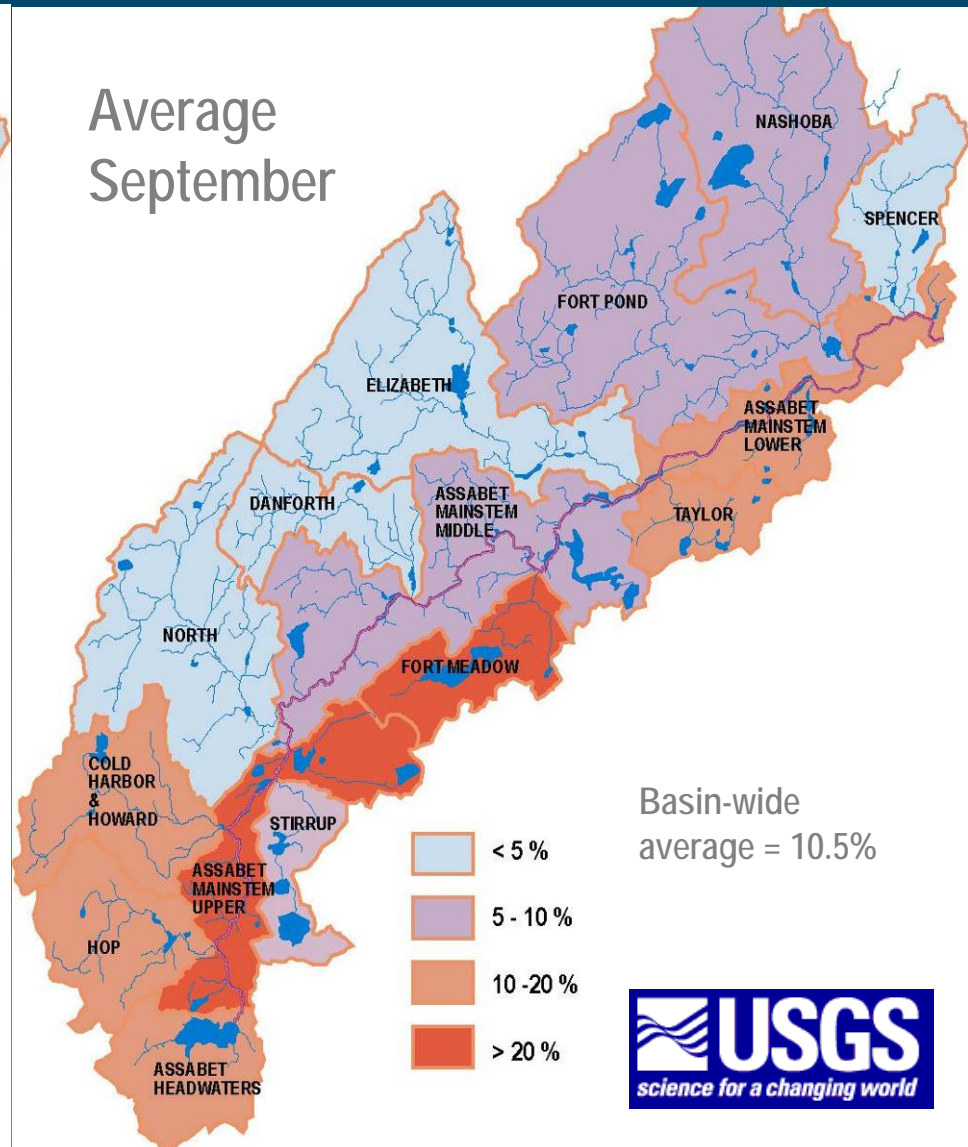 Average
September
NASHOBA
SPENCER
FORT POND
ELIZABETH
ASSABET
MAINSTEM
LOWER
DANFORTH
ASSABET
MAINSTEM
MIDDLE
TAYLOR
NORTH
FORT MEADOW
COLD
HARBOR
&
HOWARD
STIRRUP
ASSABET
MAINSTEM
UPPER
HOP
ASSABET
HEADWATERS
< 5 %
5 - 10 %
10 -20 %
> 20 %
Basin-wide
average = 10.5%
USGS
science for a changing world